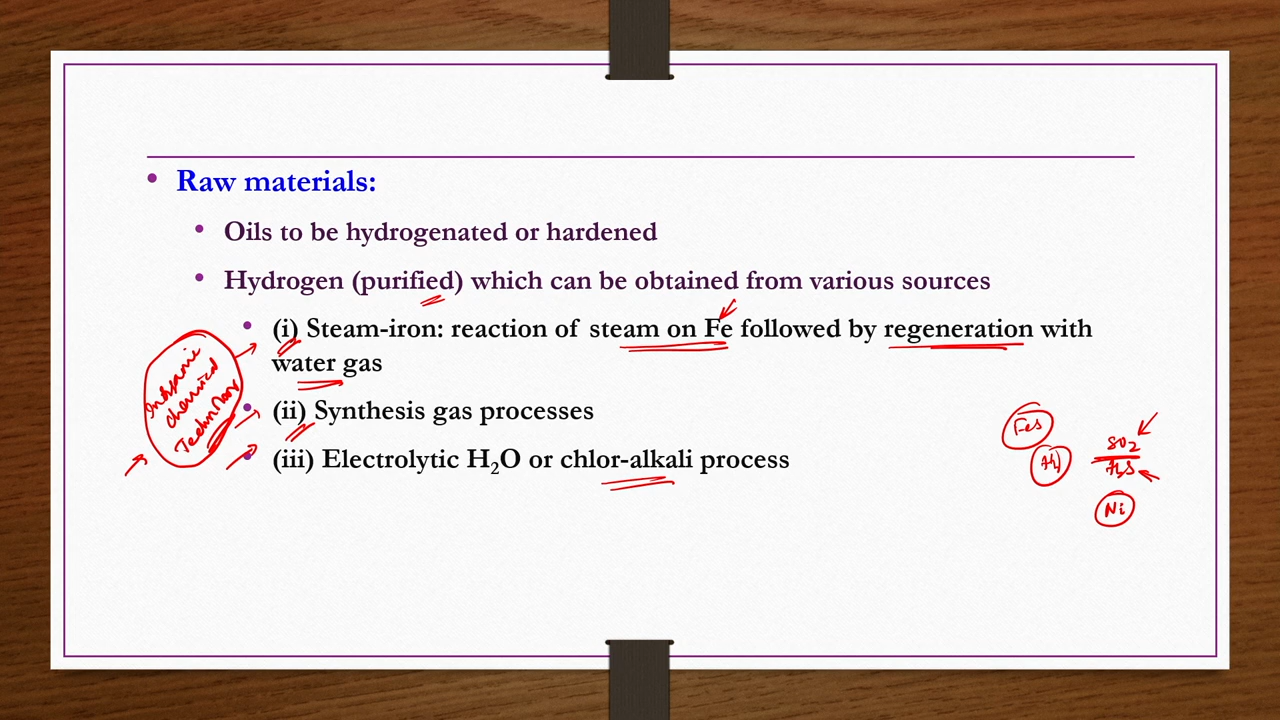 • Raw materials:
• Oils to be hydrogenated or hardened
• Hydrogen (purified) which can be obtained from various sources
• (i) Steam-iron: reaction of steam on Fe followed by regeneration with
water gas
• (ii) Synthesis gas processes
• (iii) Electrolytic H₂O or chlor-alkali process
Inorganic
chemical
Technology
FeS
H₂
SO₂
H₂S
Ni